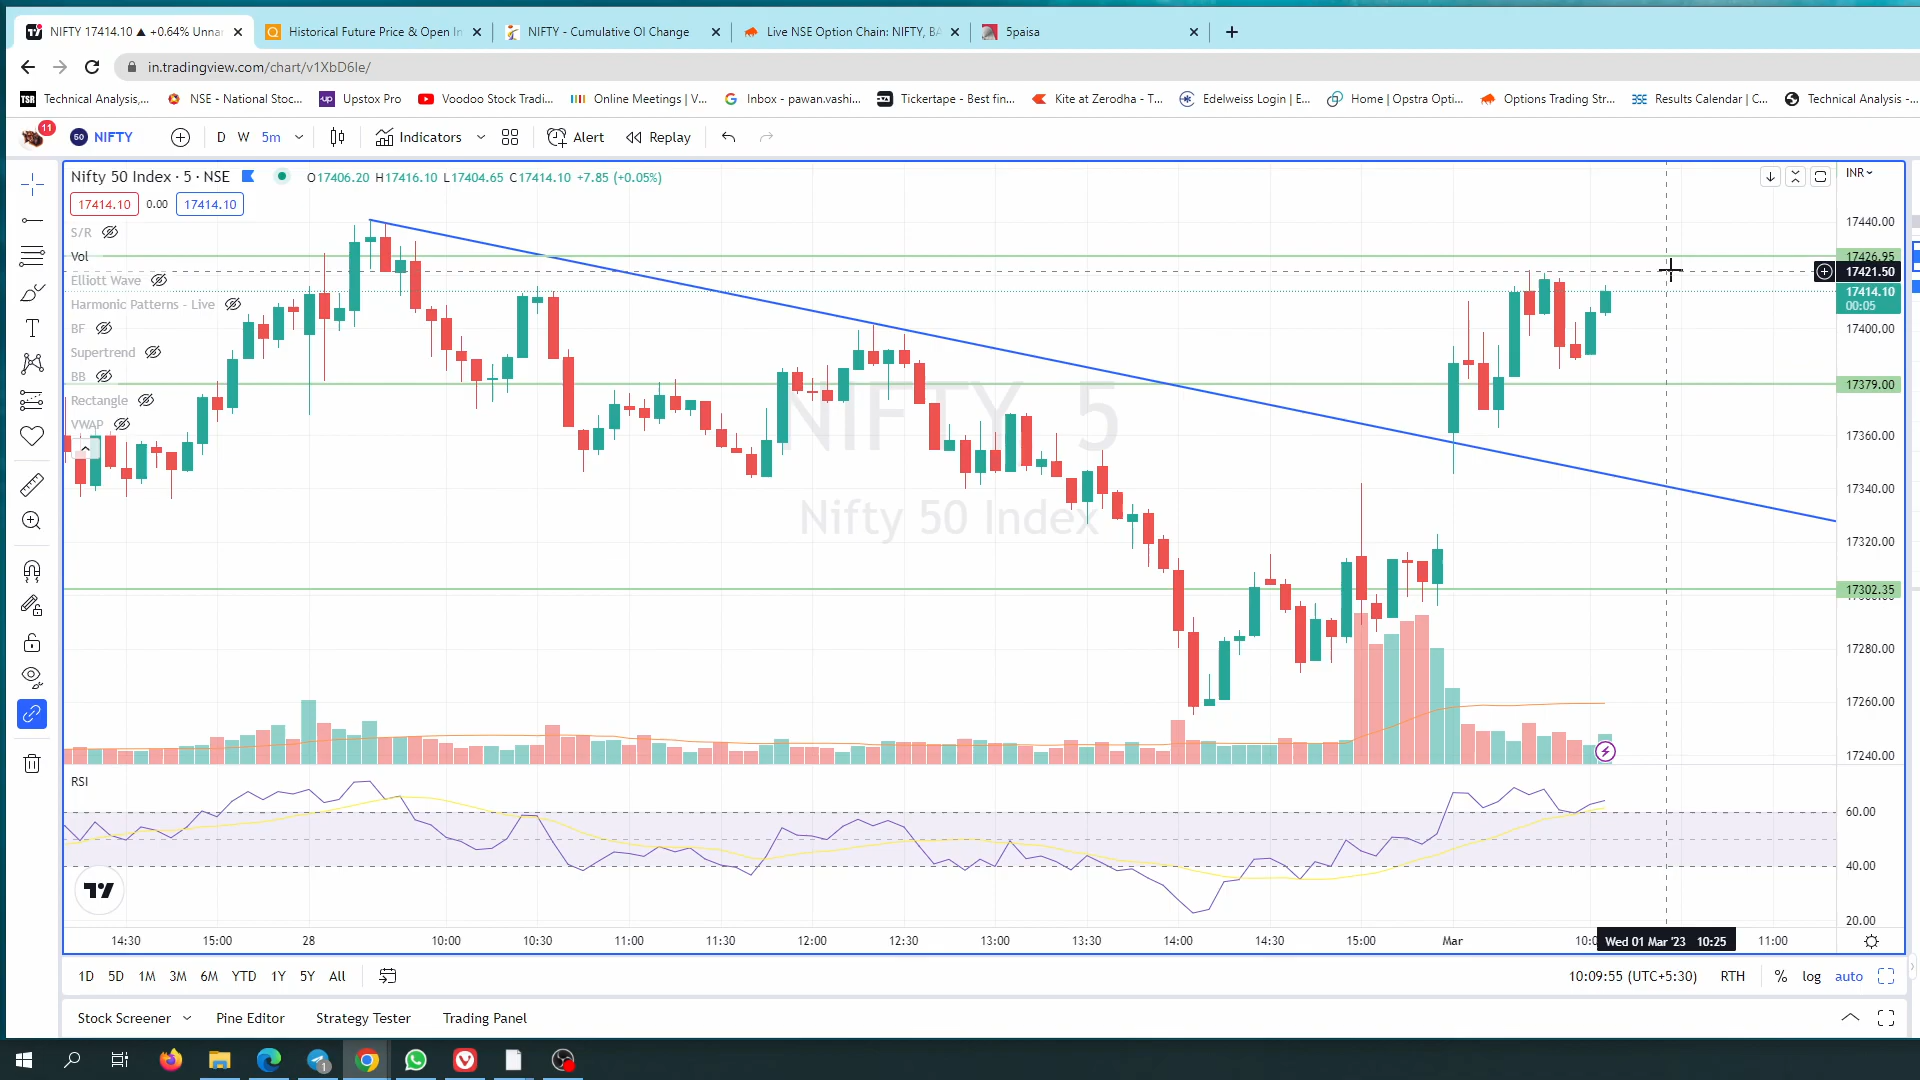 NIFTY 17414.10 ▲ +0.64% Unna
Historical Future Price & Open In
NIFTY - Cumulative OI Change
Live NSE Option Chain: NIFTY, BA
5paisa
in.tradingview.com/chart/v1XbD6Ie/
TSR Technical Analysis,...
NSE - National Stoc...
up Upstox Pro
Voodoo Stock Tradi...
Online Meetings | V...
Inbox - pawan.vashi...
Tickertape - Best fin...
Kite at Zerodha - T...
Edelweiss Login | E...
Home | Opstra Opti...
Options Trading Str...
Results Calendar | C...
Technical Analysis -...
11
50 NIFTY
D W 5m
Indicators
Alert
Replay
Nifty 50 Index · 5 · NSE
O17406.20 H17416.10 L17404.65 C17414.10 +7.85 (+0.05%)
INR
17414.10 0.00 17414.10
S/R
Vol
Elliott Wave
Harmonic Patterns - Live
BF
Supertrend
BB
Rectangle
VWAP
NIFTY 5
Nifty 50 Index
17440.00
17426.95
17421.50
17414.10
00:05
17400.00
17379.00
17360.00
17340.00
17320.00
17302.35
17280.00
17260.00
17240.00
RSI
60.00
40.00
20.00
14:30 15:00 28 10:00 10:30 11:00 11:30 12:00 12:30 13:00 13:30 14:00 14:30 15:00 Mar 10:0 Wed 01 Mar '23 10:25 11:00
1D 5D 1M 3M 6M YTD 1Y 5Y All
10:09:55 (UTC+5:30) RTH % log auto
Stock Screener Pine Editor Strategy Tester Trading Panel
1